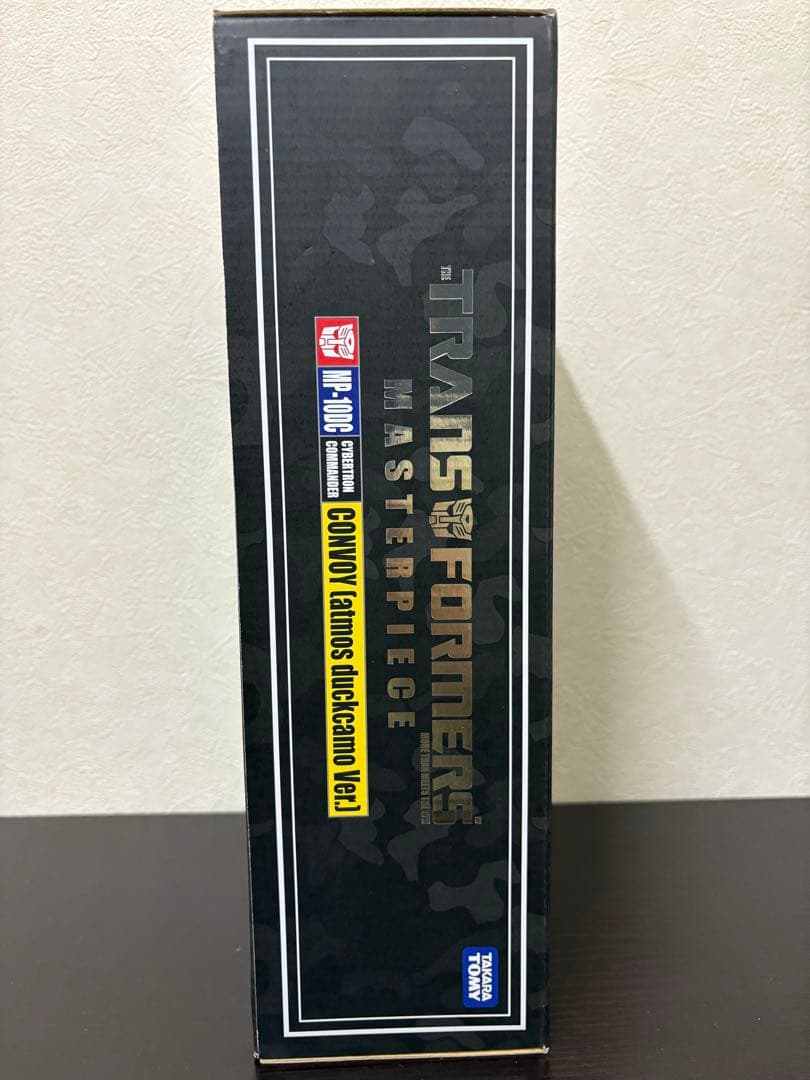 THE
TRANSFORMERS
MORE THAN MEETS THE EYE
MASTERPIECE
MP-10DC
CYBERTRON
COMMANDER
CONVOY (atmos duckcamo Ver.)
TAKARA
TOMY